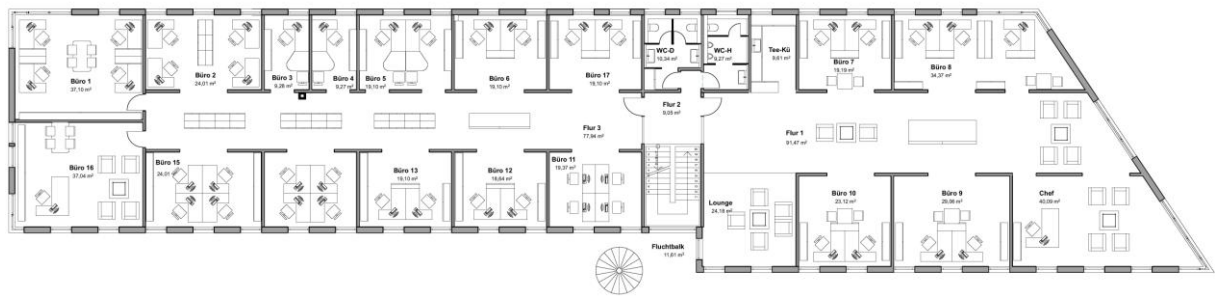 Büro 1
37,10 m²
Büro 2
24,01 m²
Büro 3
9,28 m²
Büro 4
9,27 m²
Büro 5
19,10 m²
Büro 6
19,10 m²
Büro 17
19,10 m²
WC-D
10,34 m²
WC-H
9,27 m²
Tee-Kü
9,61 m²
Büro 7
19,19 m²
Büro 8
34,37 m²
Flur 2
9,05 m²
Flur 3
77,94 m²
Flur 1
91,47 m²
Büro 16
37,04 m²
Büro 15
24,01 m²
Büro 13
19,10 m²
Büro 12
18,64 m²
Büro 11
19,37 m²
Lounge
24,18 m²
Büro 10
23,12 m²
Büro 9
29,98 m²
Chef
40,09 m²
Fluchtbalk
11,61 m²